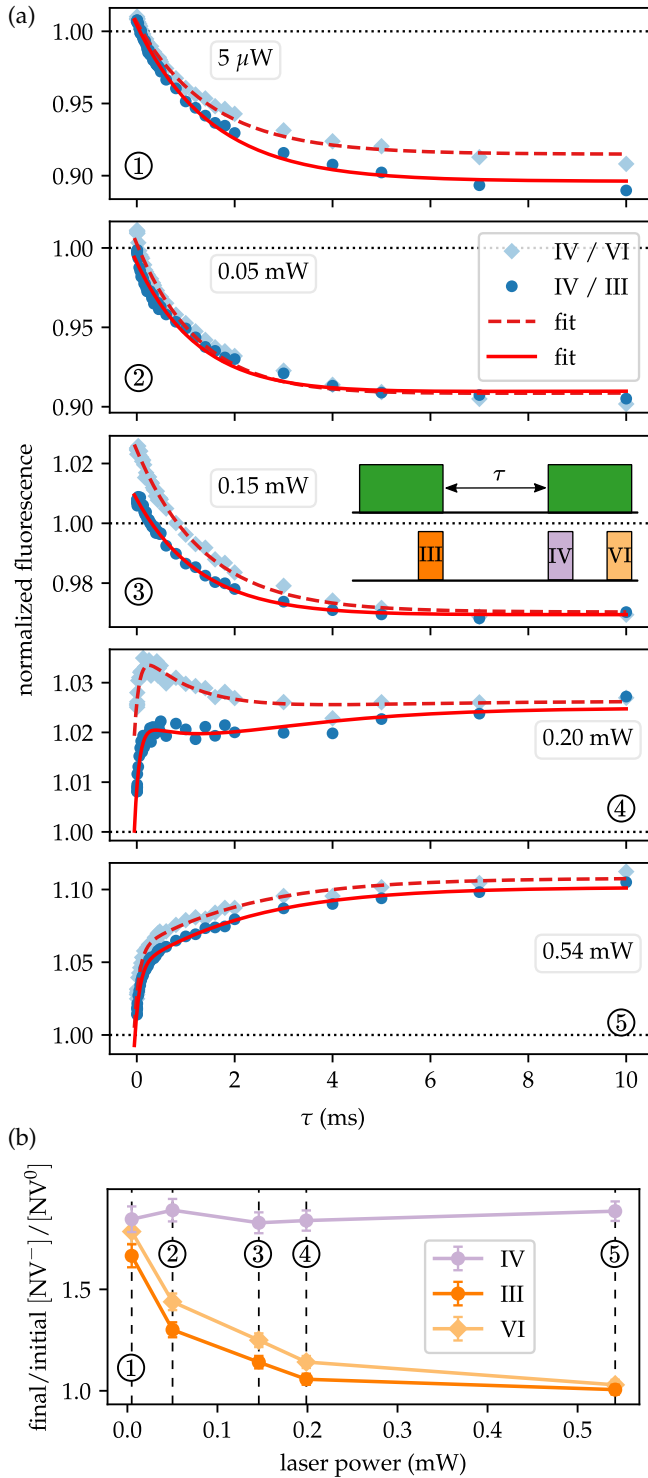 (a)
normalized fluorescence
1.00
0.95
0.90
5 μW
①
1.00
0.95
0.90
0.05 mW
②
IV / VI
IV / III
fit
fit
1.02
1.00
0.98
0.15 mW
③
τ
III
IV
VI
1.03
1.02
1.01
1.00
0.20 mW
④
1.10
1.05
1.00
0.54 mW
⑤
0
2
4
6
8
10
τ (ms)
(b)
final/initial [NV⁻]/[NV⁰]
1.5
1.0
①
②
③
④
⑤
IV
III
VI
0.0
0.1
0.2
0.3
0.4
0.5
laser power (mW)